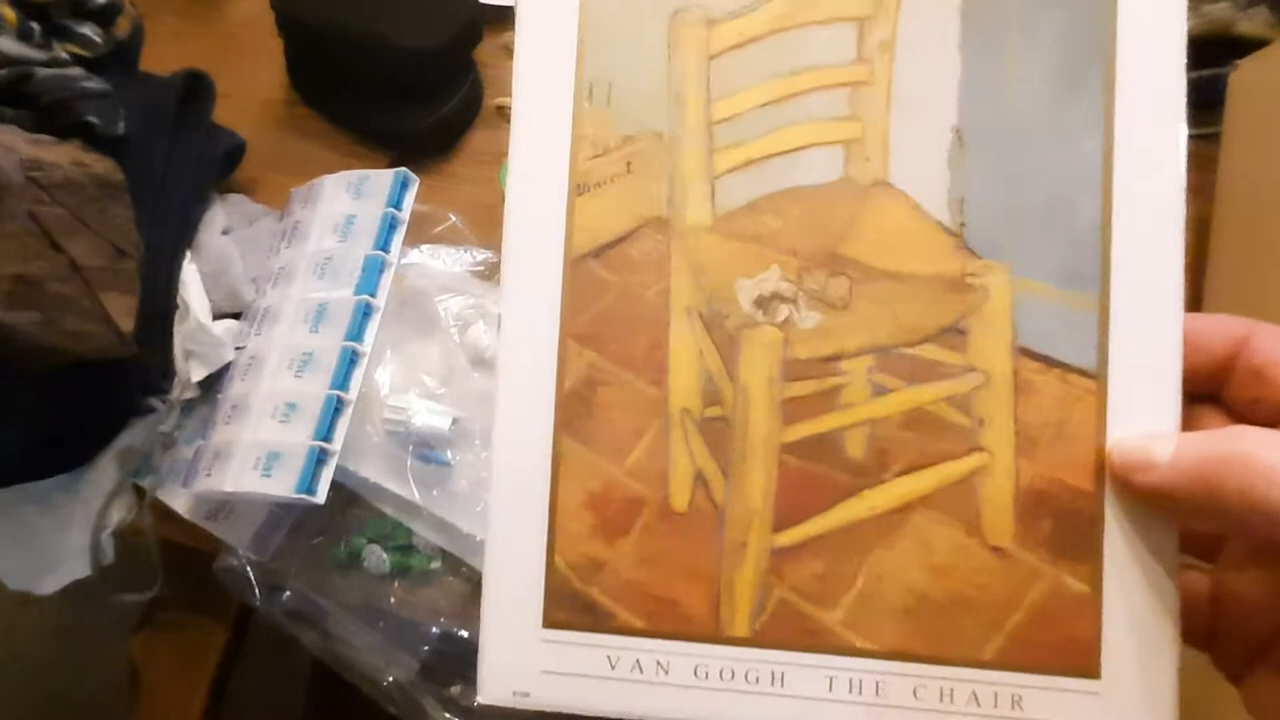 Vincent
VAN GOGH THE CHAIR
Sun
Mon
Tue
Wed
Thu
Fri
Sat